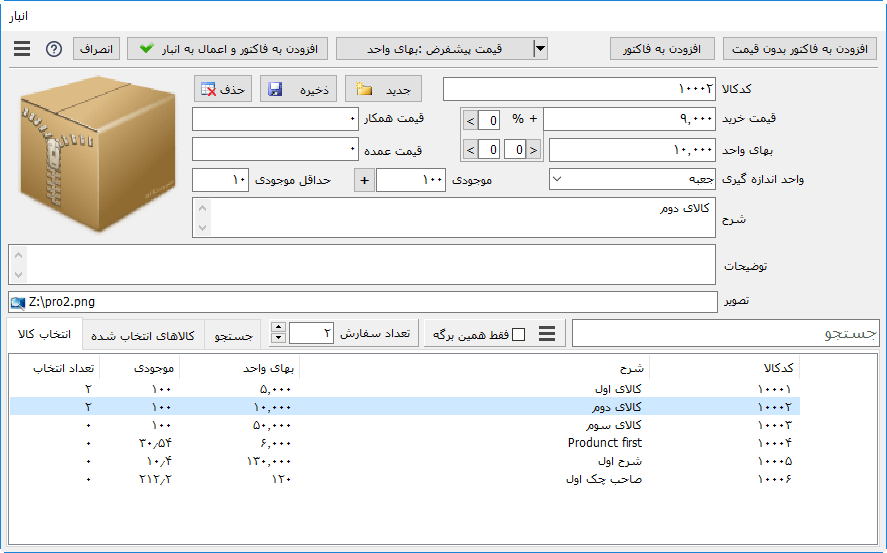 انبار
افزودن به فاکتور بدون قیمت
افزودن به فاکتور
قیمت پیشفرض :بهای واحد
افزودن به فاکتور و اعمال به انبار
انصراف
کدکالا ۱۰۰۰۲ جدید ذخیره حذف
قیمت خرید ۹,۰۰۰ + % 0 < قیمت همکار ۰
بهای واحد ۱۰,۰۰۰ > 0 0 < قیمت عمده ۰
واحد اندازه گیری جعبه موجودی ۱۰۰ + حداقل موجودی ۱۰
شرح کالای دوم
توضیحات
تصویر Z:\pro2.png
جستجو فقط همین برگه تعداد سفارش ۲ جستجو کالاهای انتخاب شده انتخاب کالا
کدکالا شرح بهای واحد موجودی تعداد انتخاب
۱۰۰۰۱ کالای اول ۵,۰۰۰ ۱۰۰ ۲
۱۰۰۰۲ کالای دوم ۱۰,۰۰۰ ۱۰۰ ۲
۱۰۰۰۳ کالای سوم ۵۰,۰۰۰ ۱۰۰ ۰
۱۰۰۰۴ Produnct first ۶,۰۰۰ ۳۰٫۵۴ ۰
۱۰۰۰۵ شرح اول ۱۳۰,۰۰۰ ۱۰٫۴ ۰
۱۰۰۰۶ صاحب چک اول ۱۲۰ ۲۱۲٫۲ ۰